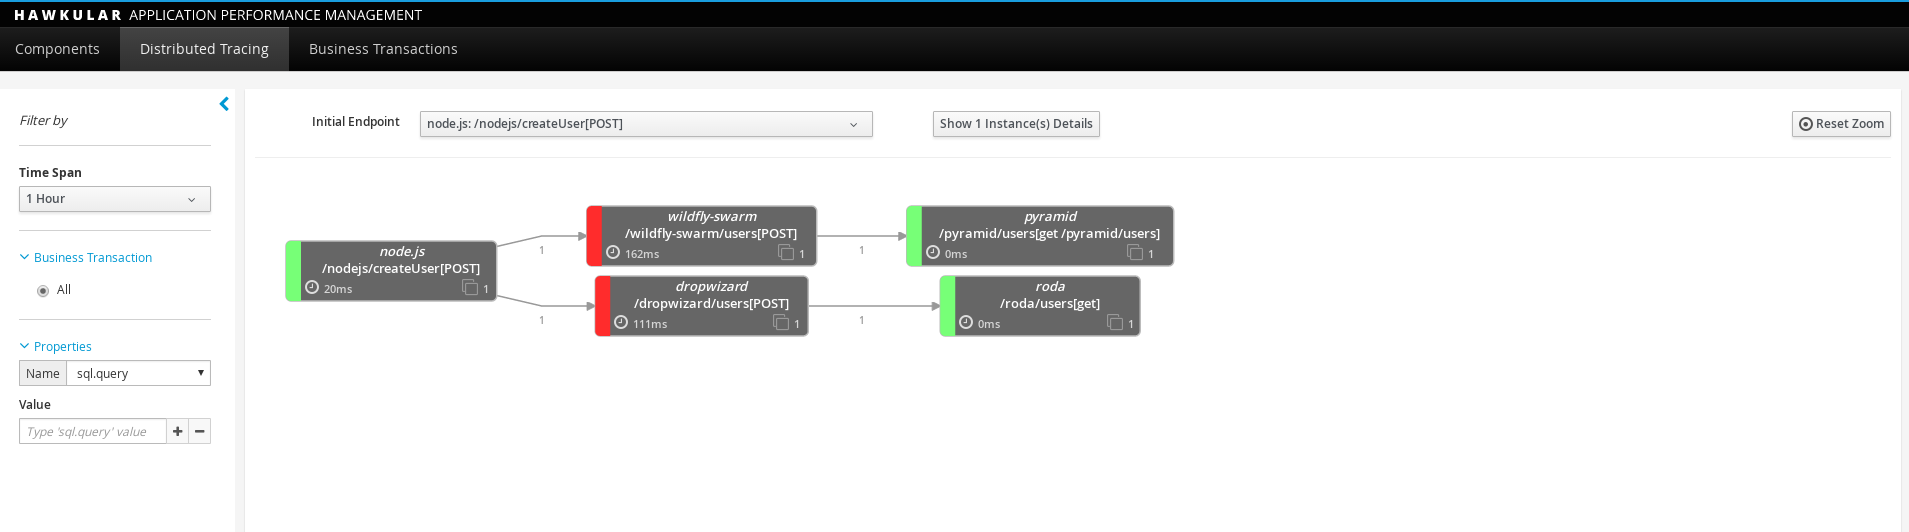 HAWKULAR APPLICATION PERFORMANCE MANAGEMENT
Components Distributed Tracing Business Transactions
Filter by
Time Span
1 Hour
Business Transaction
All
Properties
Name sql.query
Value
Type 'sql.query' value
Initial Endpoint node.js: /nodejs/createUser[POST] Show 1 Instance(s) Details Reset Zoom
node.js
/nodejs/createUser[POST]
20ms 1
1
1
wildfly-swarm
/wildfly-swarm/users[POST]
162ms 1
1
pyramid
/pyramid/users[get /pyramid/users]
0ms 1
dropwizard
/dropwizard/users[POST]
111ms 1
1
roda
/roda/users[get]
0ms 1